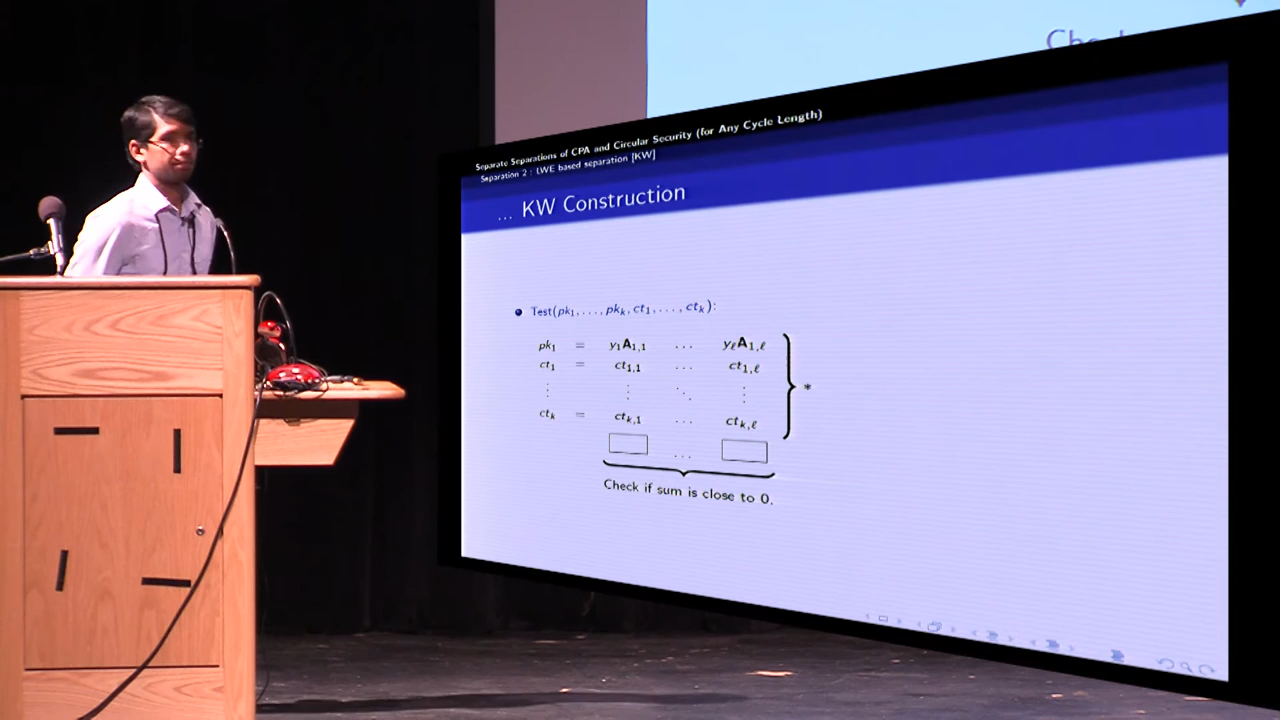 Separate Separations of CPA and Circular Security (for Any Cycle Length)
Separation 2 : LWE based separation [KW]
... KW Construction
Test(pk₁, ..., pkₖ, ct₁, ..., ctₖ):
pk₁ = y₁A₁,₁ ... y_ℓA₁,ℓ
ct₁ = ct₁,₁ ... ct₁,ℓ
⋮ ⋮ ⋱ ⋮
ctₖ = ctₖ,₁ ... ctₖ,ℓ
*
...
Check if sum is close to 0.